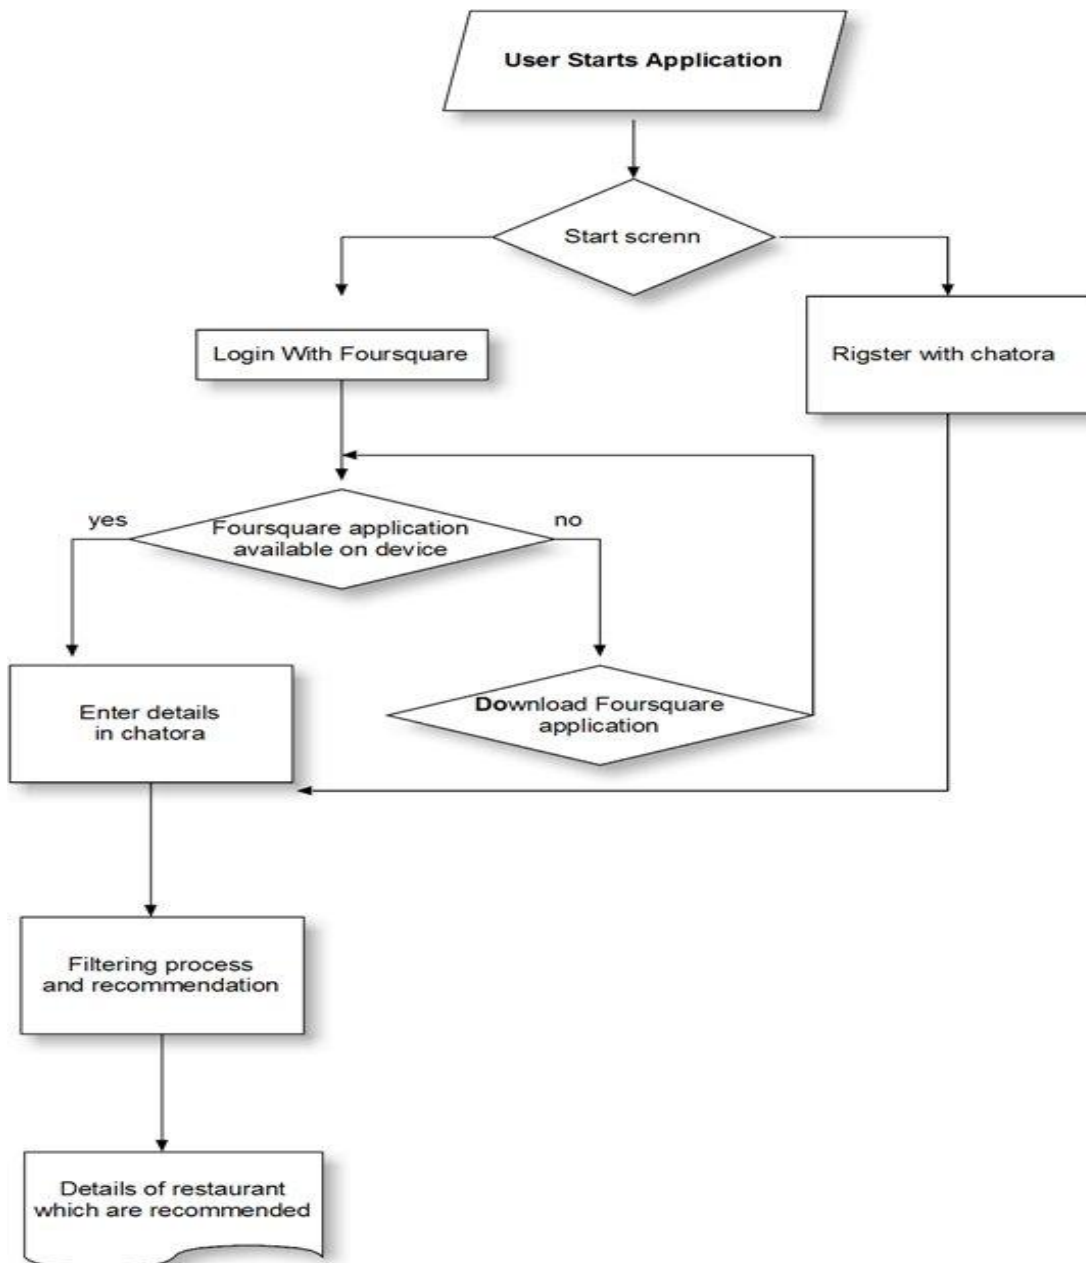 User Starts Application
Start screnn
Login With Foursquare
Rigster with chatora
yes
Foursquare application
available on device
no
Enter details
in chatora
Download Foursquare
application
Filtering process
and recommendation
Details of restaurant
which are recommended